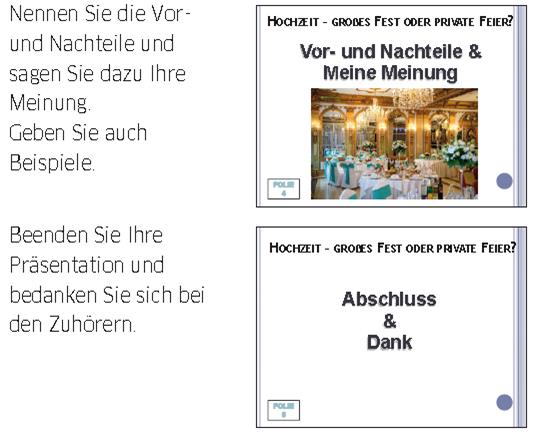 Nennen Sie die Vor-
und Nachteile und
sagen Sie dazu Ihre
Meinung.
Geben Sie auch
Beispiele.
HOCHZEIT - GROßES FEST ODER PRIVATE FEIER?
Vor- und Nachteile &
Meine Meinung
FOLIE
4
Beenden Sie Ihre
Präsentation und
bedanken Sie sich bei
den Zuhörern.
HOCHZEIT - GROßES FEST ODER PRIVATE FEIER?
Abschluss
&
Dank
FOLIE
5